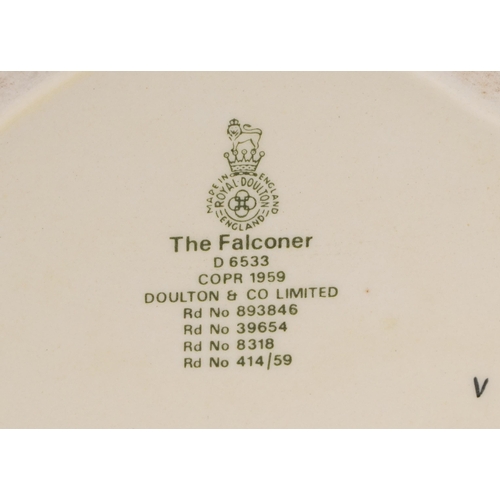 MADE IN ENGLAND
ROYAL DOULTON
ENGLAND
The Falconer
D 6533
COPR 1959
DOULTON & CO LIMITED
Rd No 893846
Rd No 39654
Rd No 8318
Rd No 414/59
V